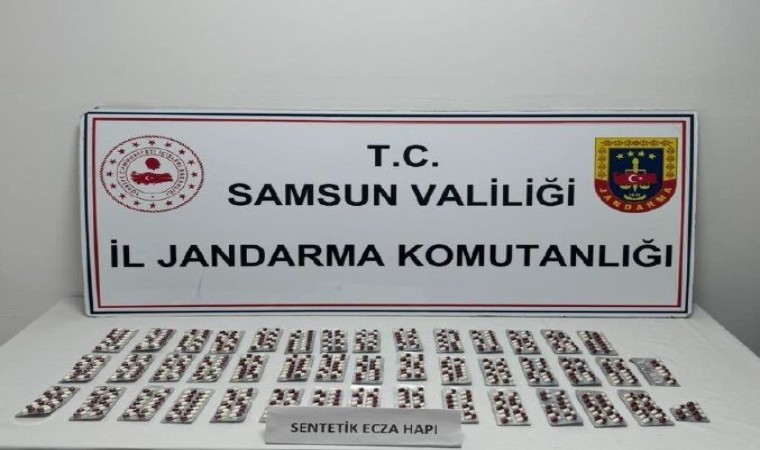 T.C.
SAMSUN VALİLİĞİ
İL JANDARMA KOMUTANLIĞI
JANDARMA
SENTETİK ECZA HAPI